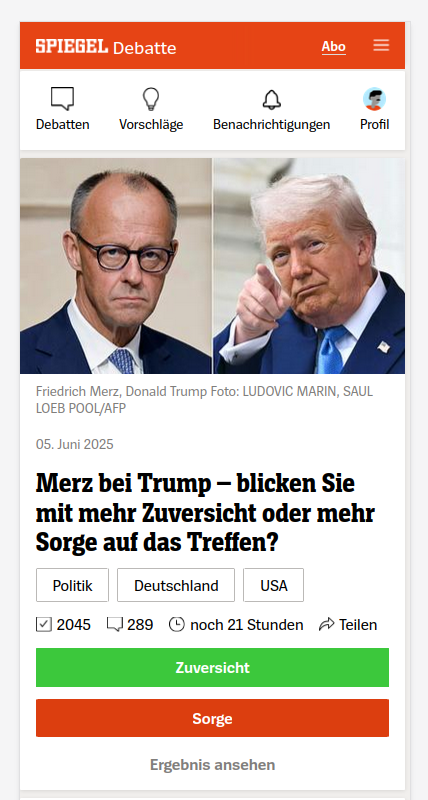 SPIEGEL Debatte
Abo
Debatten
Vorschläge
Benachrichtigungen
Profil
Friedrich Merz, Donald Trump Foto: LUDOVIC MARIN, SAUL
LOEB POOL/AFP
05. Juni 2025
Merz bei Trump – blicken Sie
mit mehr Zuversicht oder mehr
Sorge auf das Treffen?
Politik
Deutschland
USA
2045
289
noch 21 Stunden
Teilen
Zuversicht
Sorge
Ergebnis ansehen